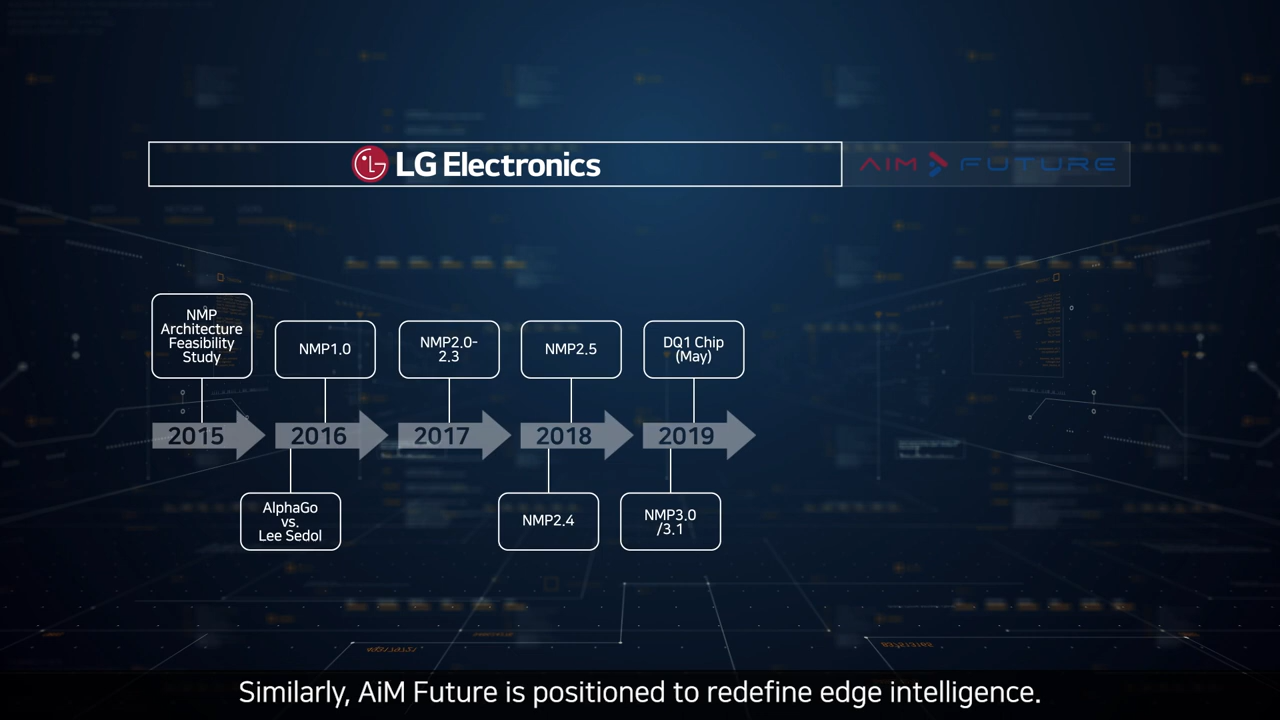 LG Electronics
AIM FUTURE
NMP
Architecture
Feasibility
Study
NMP1.0
NMP2.0-
2.3
NMP2.5
DQ1 Chip
(May)
2015
2016
2017
2018
2019
AlphaGo
vs.
Lee Sedol
NMP2.4
NMP3.0
/3.1
Similarly, AiM Future is positioned to redefine edge intelligence.